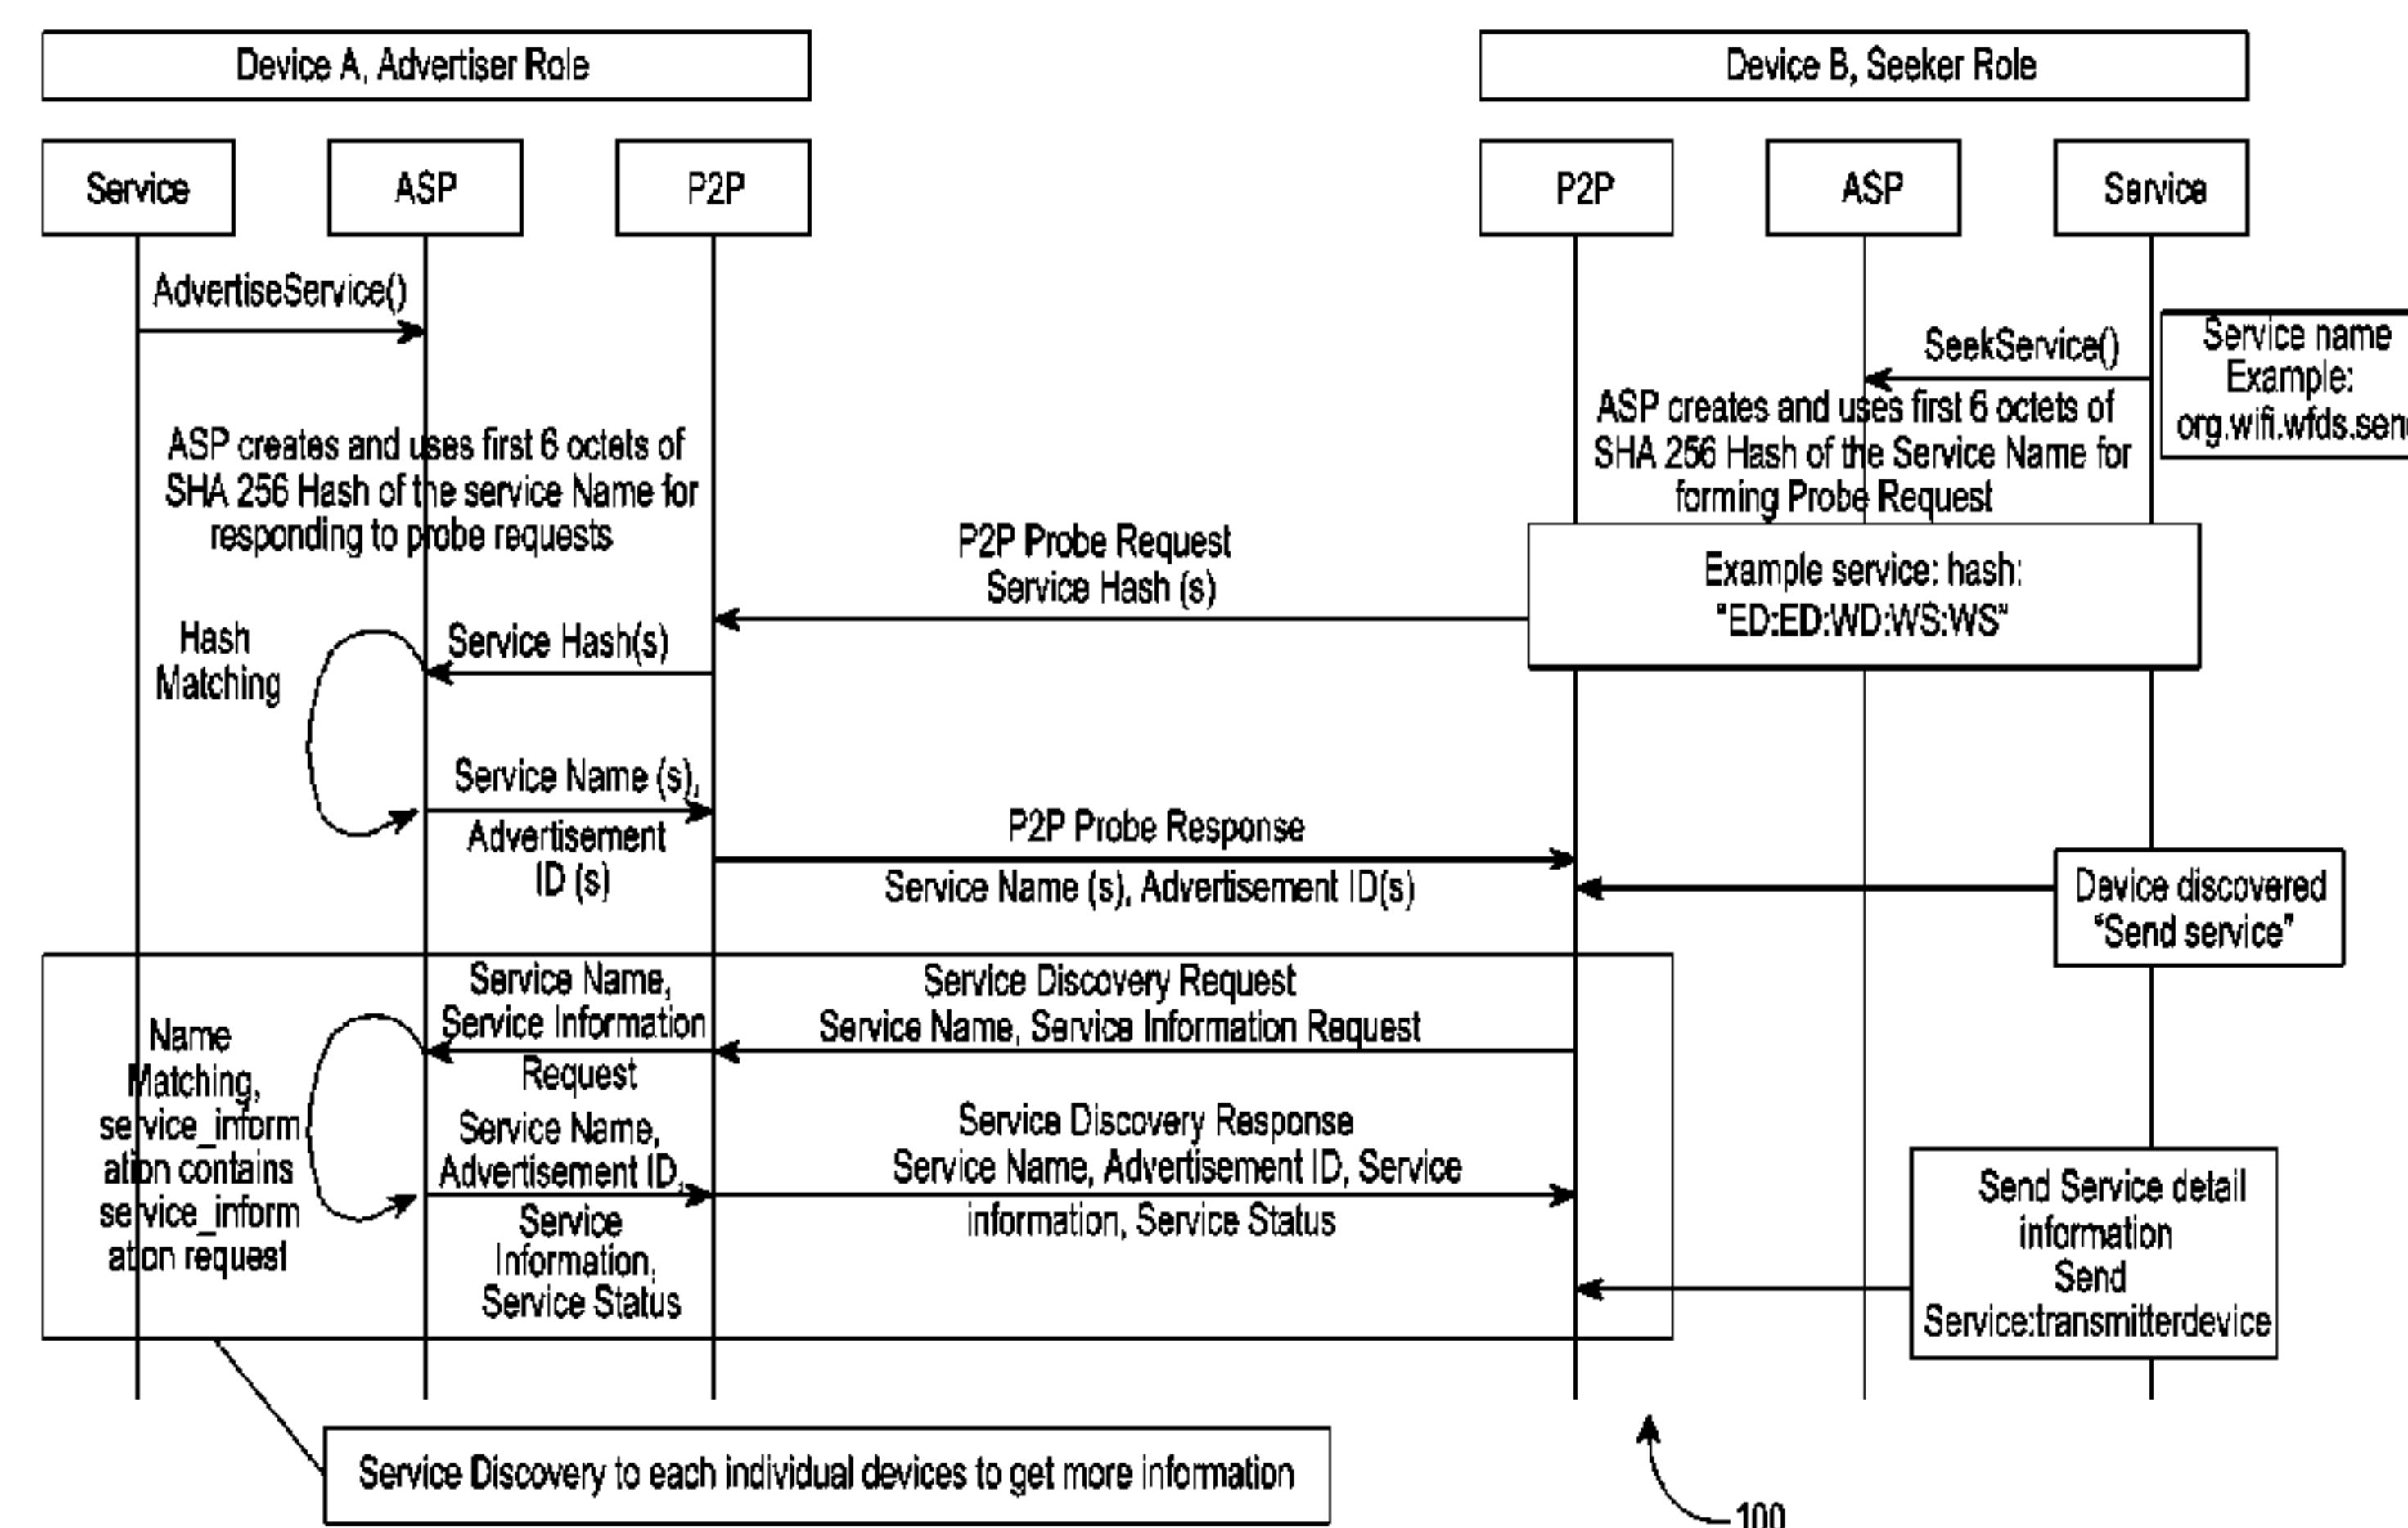 Device A, Advertiser Role
Device B, Seeker Role
Service
ASP
P2P
P2P
ASP
Service
AdvertiseService()
SeekService()
Service name
Example:
org.wifi.wfds.send
ASP creates and uses first 6 octets of
SHA 256 Hash of the service Name for
responding to probe requests
ASP creates and uses first 6 octets of
SHA 256 Hash of the Service Name for
forming Probe Request
P2P Probe Request
Service Hash (s)
Example service: hash:
"ED:ED:WD:WS:WS"
Hash
Matching
Service Hash(s)
Service Name (s),
Advertisement
ID (s)
P2P Probe Response
Service Name (s), Advertisement ID(s)
Device discovered
"Send service"
Service Name,
Service Information
Request
Service Discovery Request
Service Name, Service Information Request
Name
Matching,
service_inform
ation contains
service_inform
ation request
Service Name,
Advertisement ID,
Service
Information,
Service Status
Service Discovery Response
Service Name, Advertisement ID, Service
information, Service Status
Send Service detail
information
Send
Service:transmitterdevice
Service Discovery to each individual devices to get more information
100